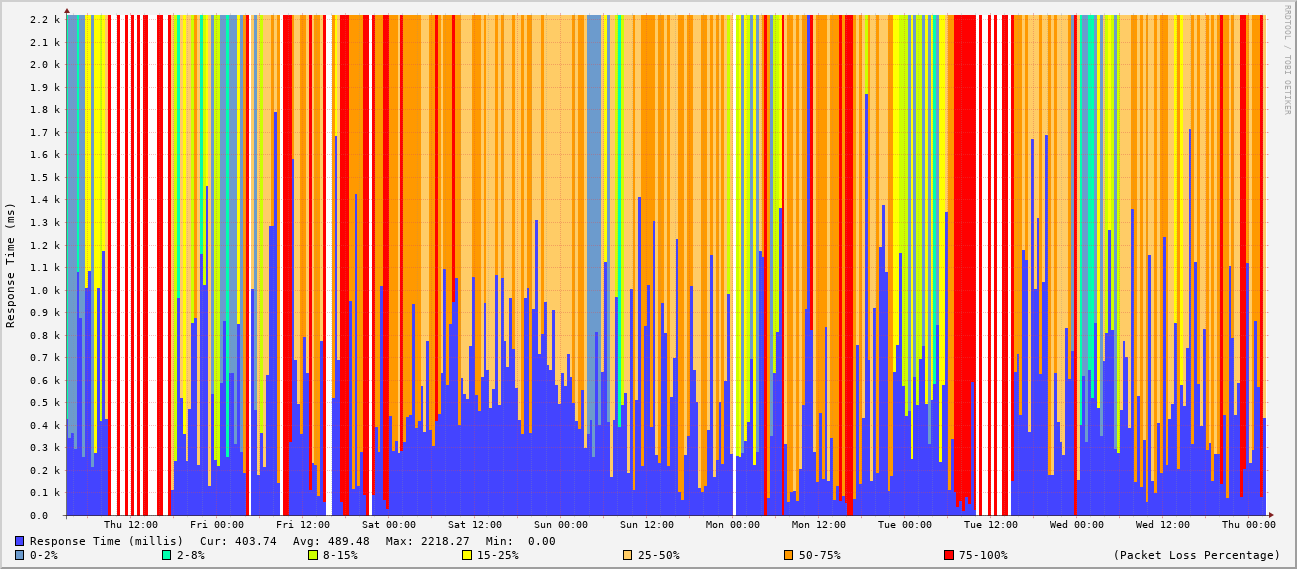 2.2 k
2.1 k
2.0 k
1.9 k
1.8 k
1.7 k
1.6 k
1.5 k
1.4 k
1.3 k
1.2 k
1.1 k
1.0 k
0.9 k
0.8 k
0.7 k
0.6 k
0.5 k
0.4 k
0.3 k
0.2 k
0.1 k
0.0
Response Time (ms)
RRDTOOL / TOBI OETIKER
Thu 12:00 Fri 00:00 Fri 12:00 Sat 00:00 Sat 12:00 Sun 00:00 Sun 12:00 Mon 00:00 Mon 12:00 Tue 00:00 Tue 12:00 Wed 00:00 Wed 12:00 Thu 00:00
Response Time (millis) Cur: 403.74 Avg: 489.48 Max: 2218.27 Min: 0.00
0-2% 2-8% 8-15% 15-25% 25-50% 50-75% 75-100% (Packet Loss Percentage)